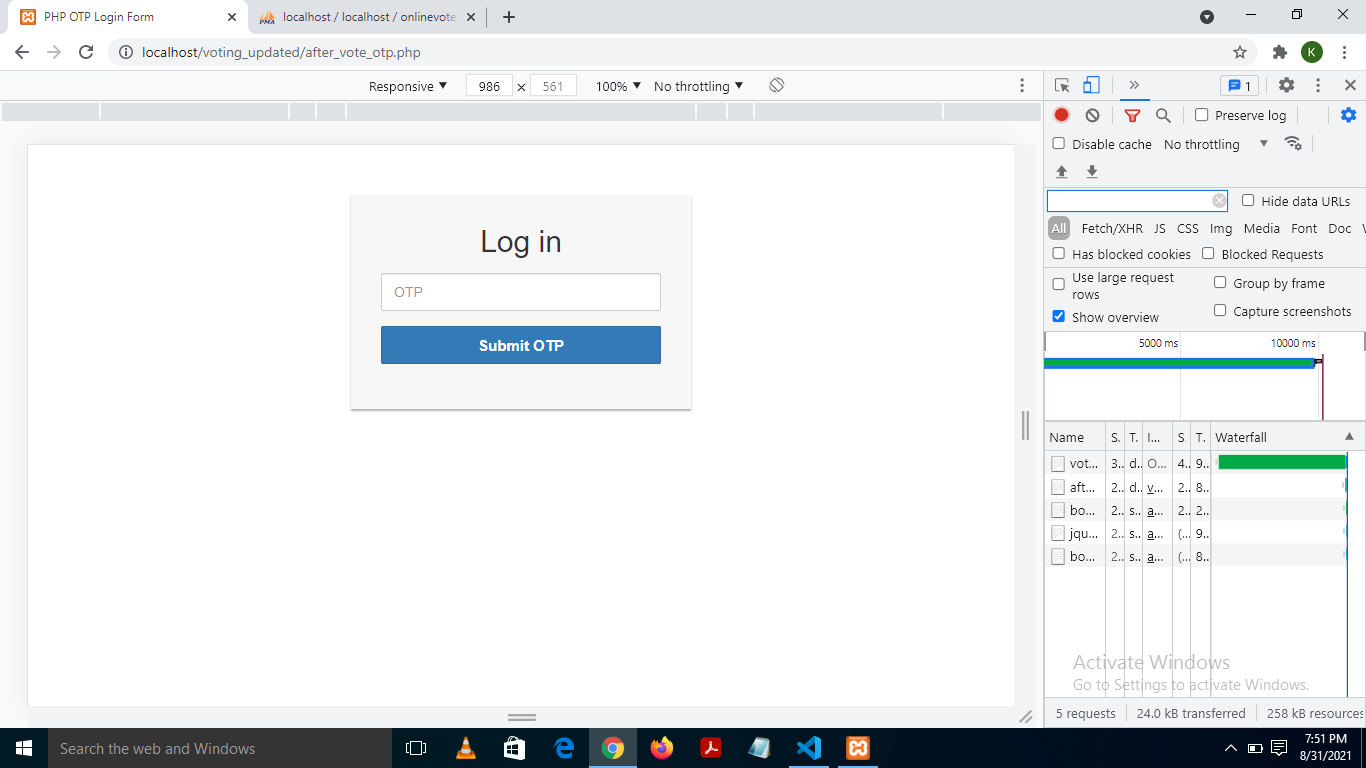 PHP OTP Login Form
localhost / localhost / onlinevote
localhost/voting_updated/after_vote_otp.php
K
Responsive 986 × 561 100% No throttling
1
Preserve log
Disable cache No throttling
Hide data URLs
All Fetch/XHR JS CSS Img Media Font Doc
Has blocked cookies Blocked Requests
Use large request rows
Group by frame
Show overview
Capture screenshots
5000 ms 10000 ms
Name S. T. I... S. T. Waterfall
vot... 3.. d.. O... 4.. 9..
aft... 2.. d.. v... 2.. 8..
bo... 2.. s.. a... 2.. 2..
jqu... 2.. s.. a... (... 9..
bo... 2.. s.. a... (... 8..
Log in
OTP
Submit OTP
Activate Windows
Go to Settings to activate Windows.
5 requests 24.0 kB transferred 258 kB resources
Search the web and Windows
7:51 PM
8/31/2021